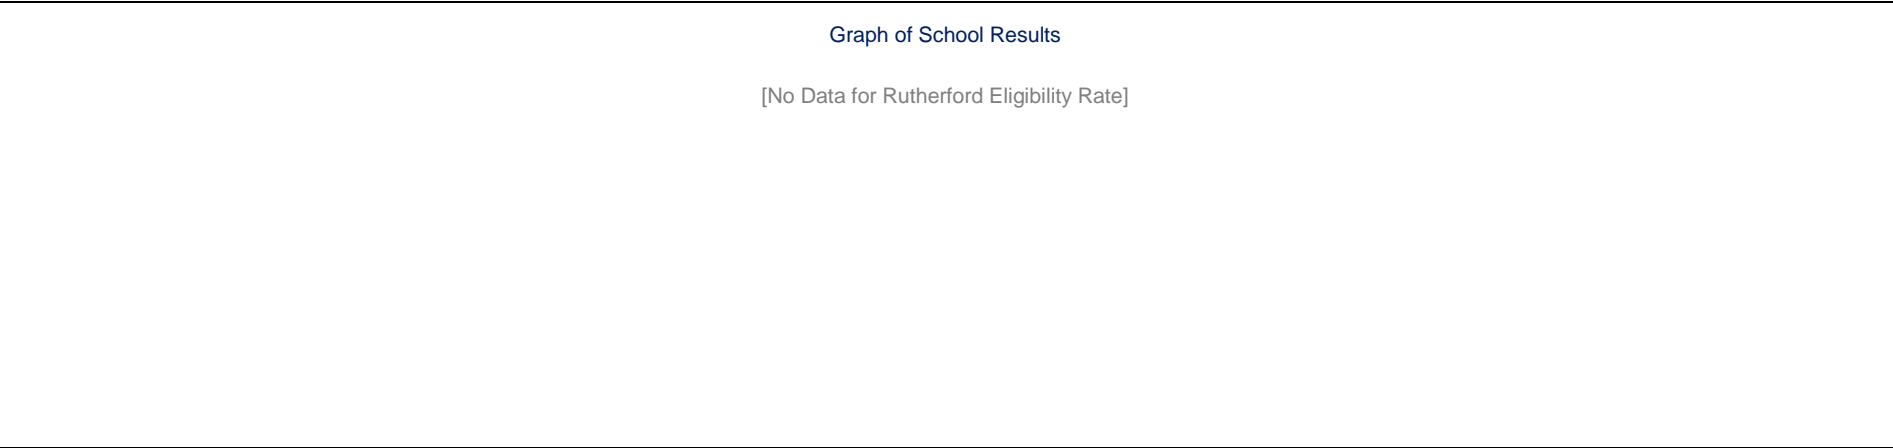 Graph of School Results
[No Data for Rutherford Eligibility Rate]